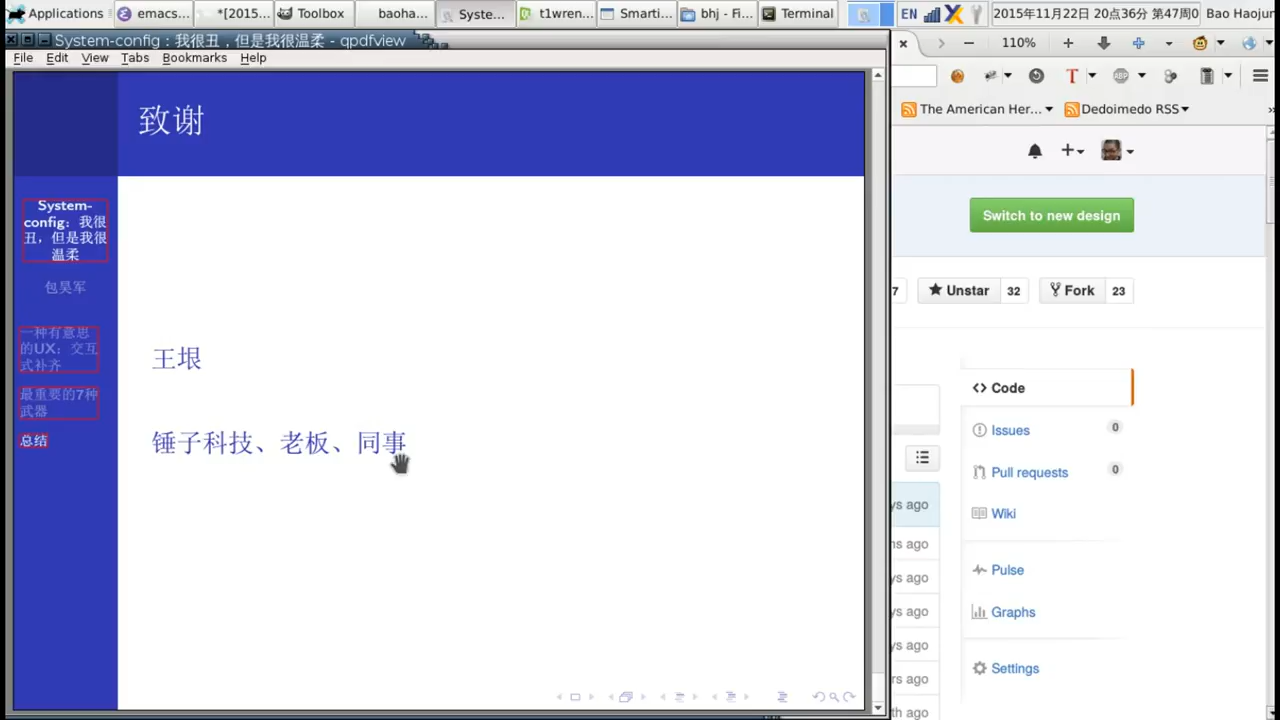 Applications
emacs...
*[2015...
Toolbox
baoha...
Syste...
t1wren...
Smarti...
bhj - Fi...
Terminal
EN
2015年11月22日 20点36分 第47周0
Bao Haojun
System-config：我很丑，但是我很温柔 - qpdfview
File Edit View Tabs Bookmarks Help
致谢
System-
config：我很
丑，但是我很
温柔
包昊军
一种有意思
的UX：交互
式补齐
最重要的7种
武器
总结
王垠
锤子科技、老板、同事
110%
T
ABP
The American Her...
Dedoimedo RSS
»
Switch to new design
7
Unstar 32
Fork 23
Code
Issues 0
Pull requests 0
Wiki
Pulse
Graphs
Settings
ys ago
ns ago
ys ago
ys ago
ys ago
rs ago
th ago